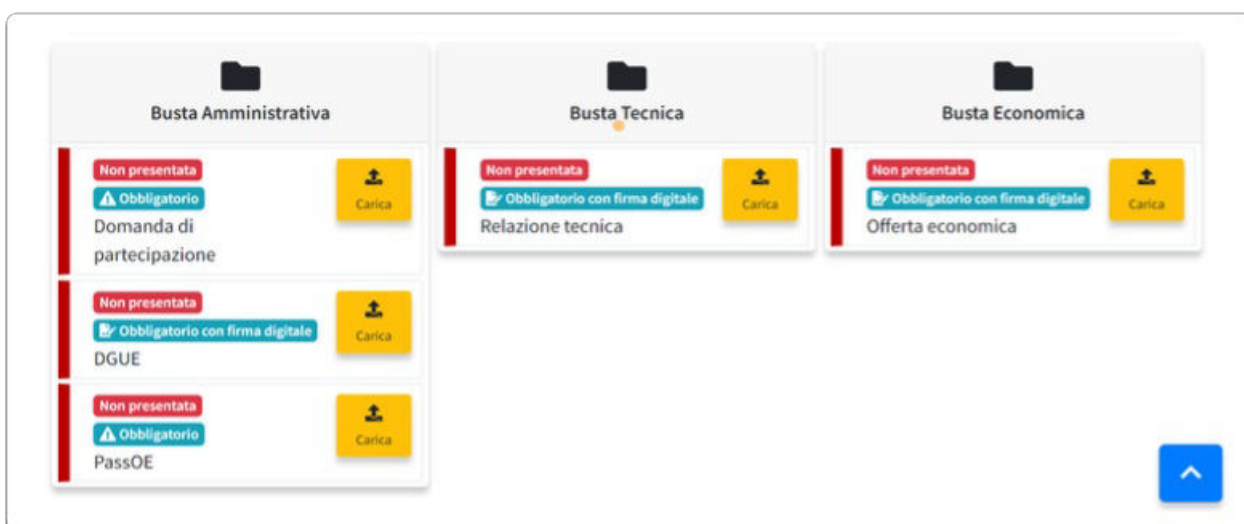 Busta Amministrativa
Non presentata
Obbligatorio
Domanda di
partecipazione
Carica
Non presentata
Obbligatorio con firma digitale
DGUE
Carica
Non presentata
Obbligatorio
PassOE
Carica
Busta Tecnica
Non presentata
Obbligatorio con firma digitale
Relazione tecnica
Carica
Busta Economica
Non presentata
Obbligatorio con firma digitale
Offerta economica
Carica